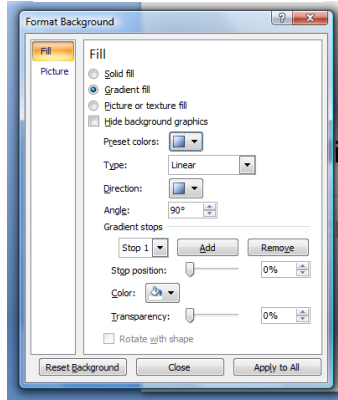 Format Background
Fill
Picture
Fill
Solid fill
Gradient fill
Picture or texture fill
Hide background graphics
Preset colors:
Type: Linear
Direction:
Angle: 90°
Gradient stops
Stop 1 Add Remove
Stop position: 0%
Color:
Transparency: 0%
Rotate with shape
Reset Background Close Apply to All